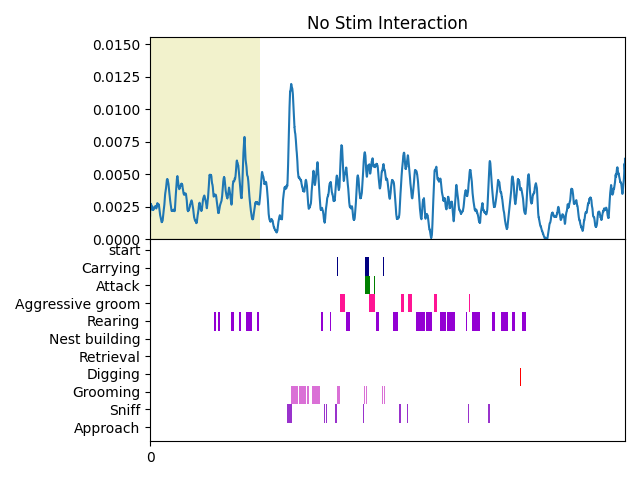 No Stim Interaction
0.0150
0.0125
0.0100
0.0075
0.0050
0.0025
0.0000
start
Carrying
Attack
Aggressive groom
Rearing
Nest building
Retrieval
Digging
Grooming
Sniff
Approach
0